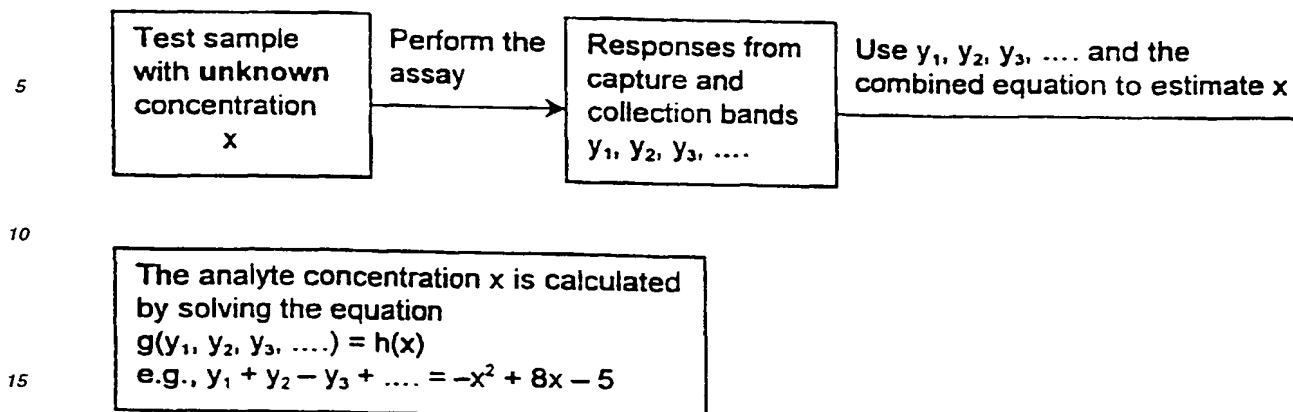 Test sample
with unknown
concentration
x
Perform the
assay
Responses from
capture and
collection bands
y₁, y₂, y₃, ....
Use y₁, y₂, y₃, .... and the
combined equation to estimate x
5
10
The analyte concentration x is calculated
by solving the equation
g(y₁, y₂, y₃, ....) = h(x)
e.g., y₁ + y₂ – y₃ + .... = –x² + 8x – 5
15